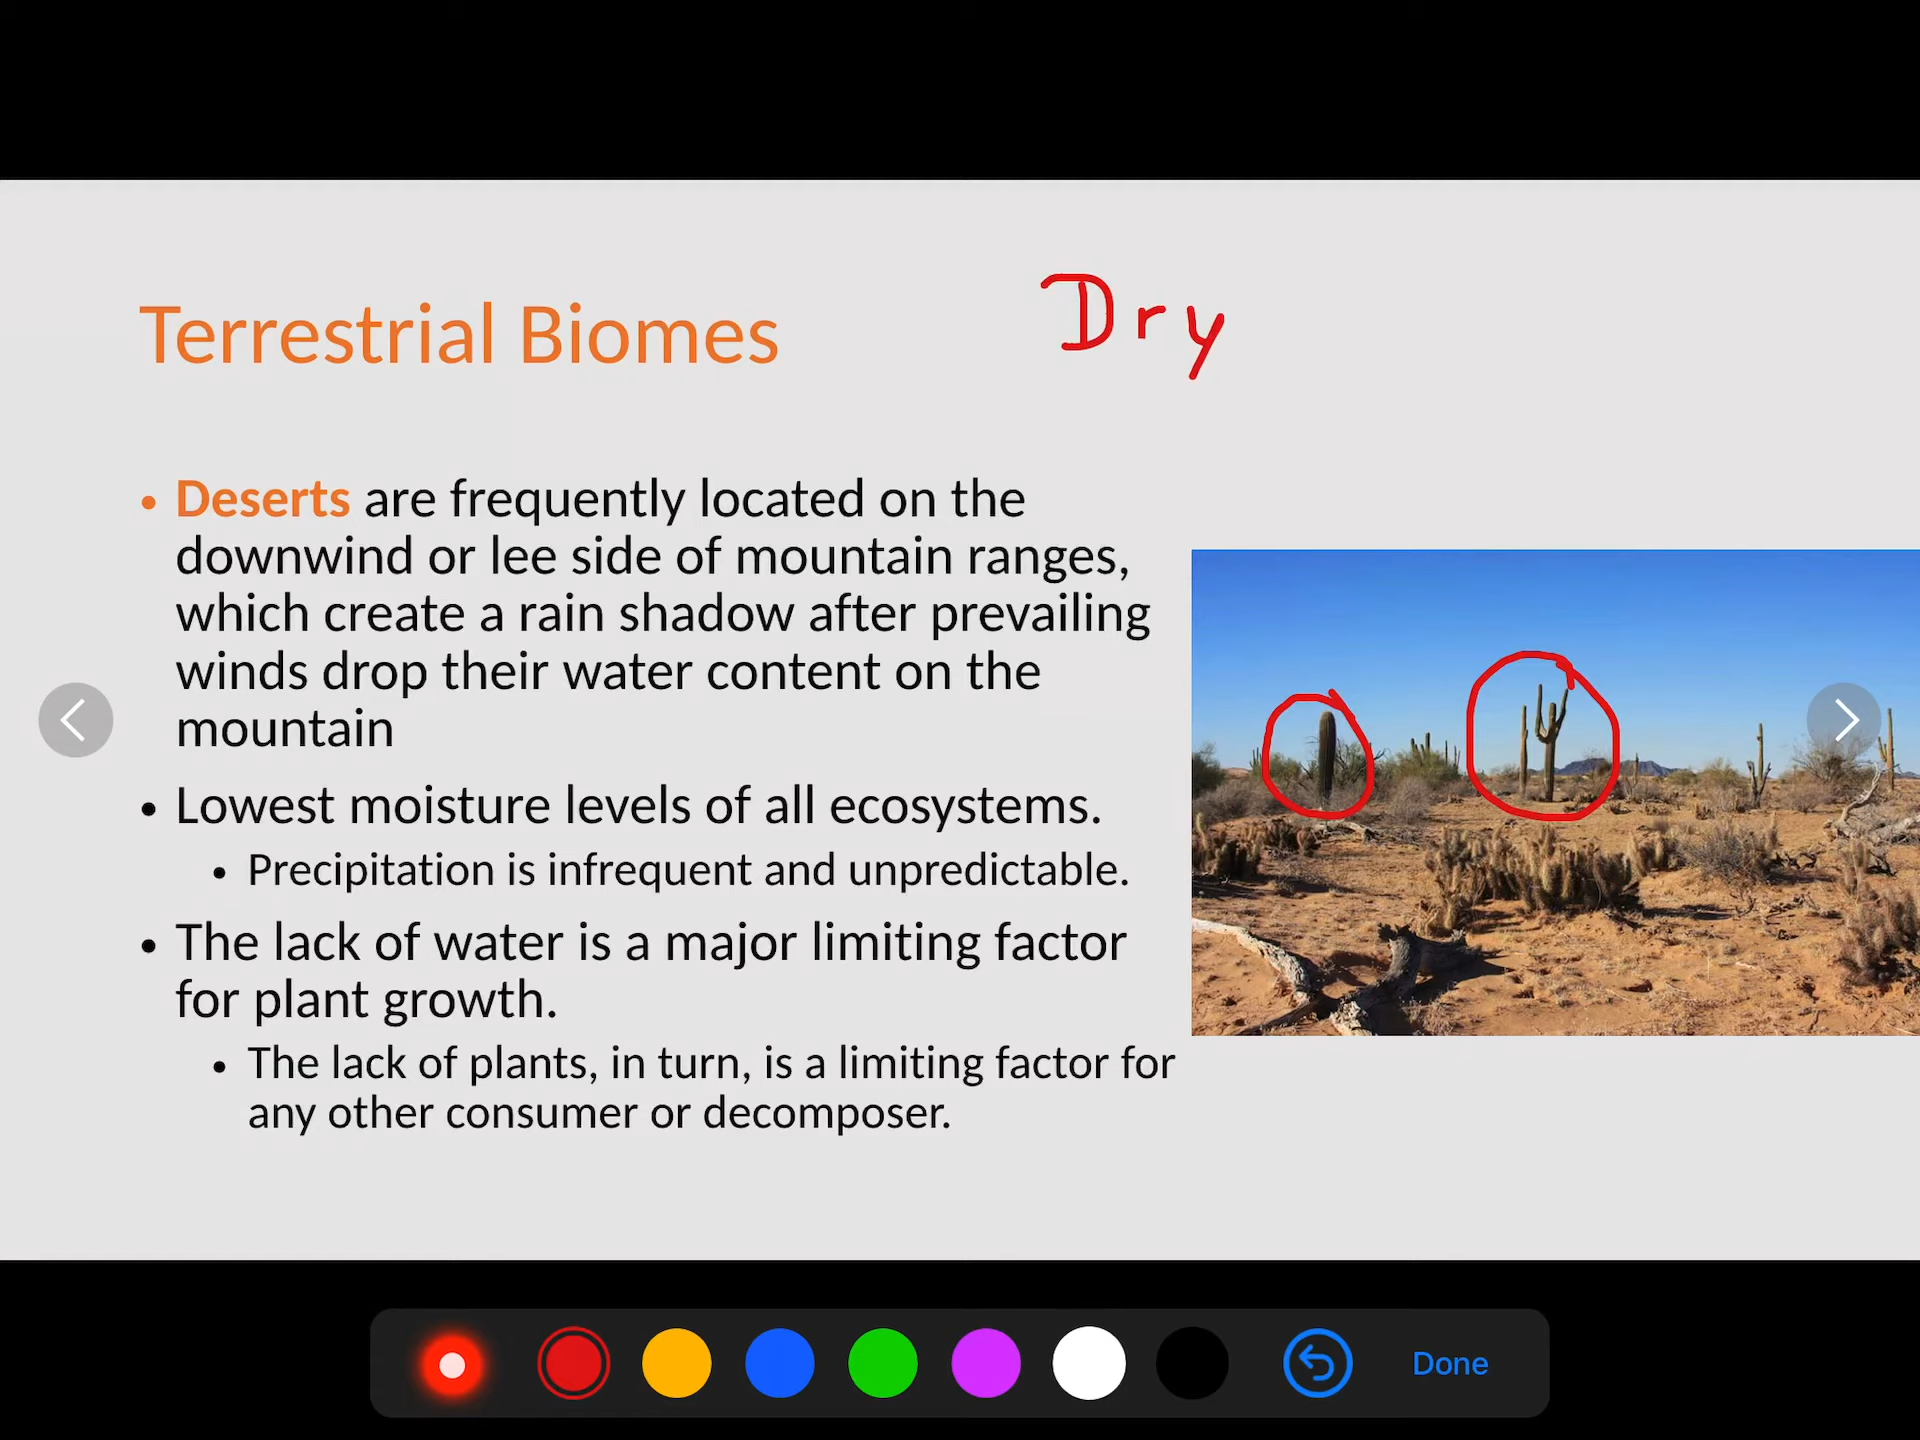 Terrestrial Biomes
Dry
• Deserts are frequently located on the
downwind or lee side of mountain ranges,
which create a rain shadow after prevailing
winds drop their water content on the
mountain
• Lowest moisture levels of all ecosystems.
• Precipitation is infrequent and unpredictable.
• The lack of water is a major limiting factor
for plant growth.
• The lack of plants, in turn, is a limiting factor for
any other consumer or decomposer.
Done